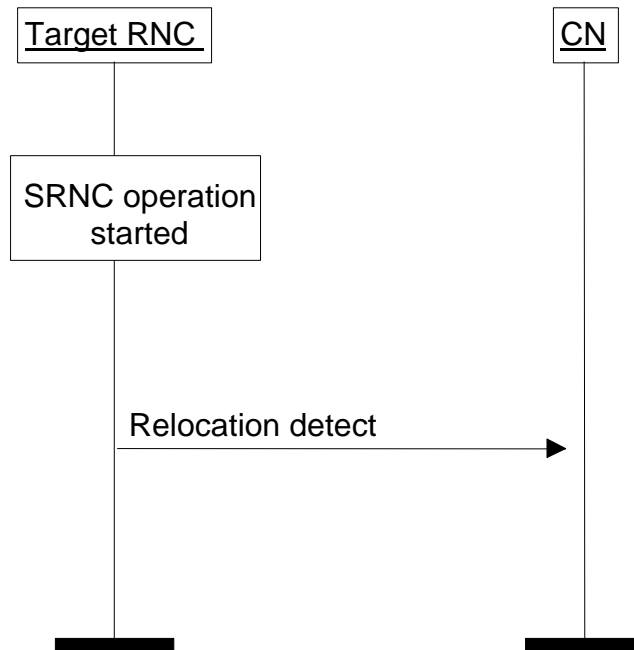 Target RNC
CN
SRNC operation
started
Relocation detect